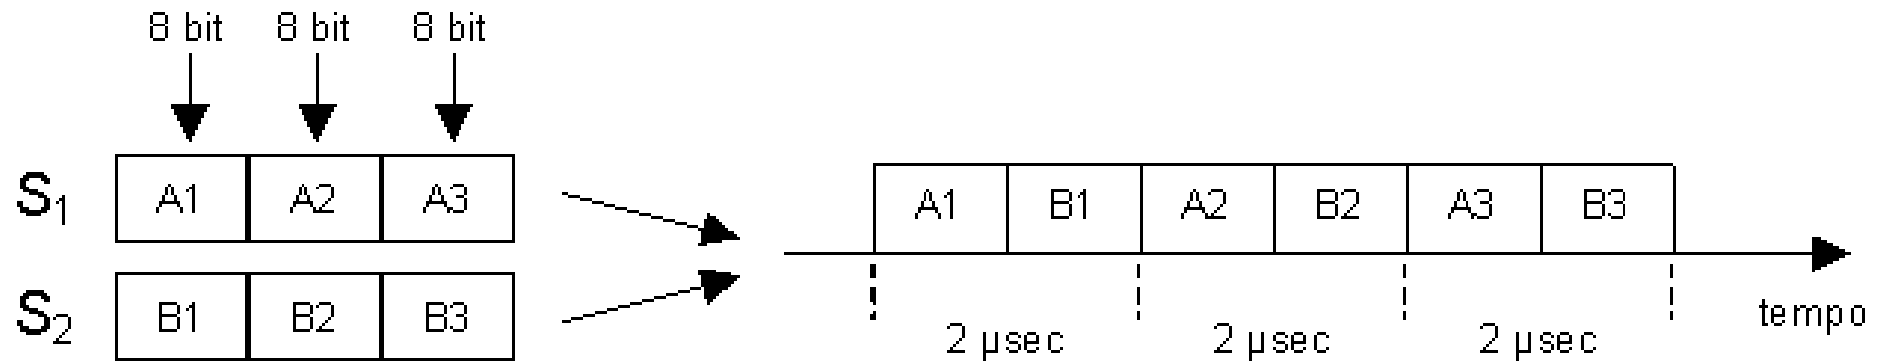 8 bit 8 bit 8 bit
S1 A1 A2 A3
A1 B1 A2 B2 A3 B3
S2 B1 B2 B3
2 µsec 2 µsec 2 µsec
tempo